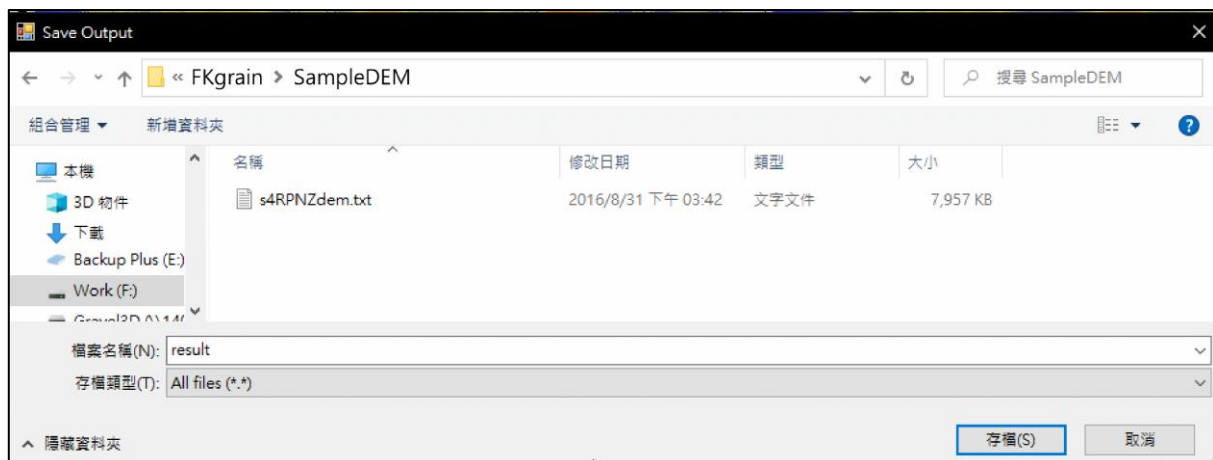 Save Output
« FKgrain > SampleDEM
搜尋 SampleDEM
組合管理 新增資料夾
名稱 修改日期 類型 大小
本機
s4RPNZdem.txt 2016/8/31 下午 03:42 文字文件 7,957 KB
3D 物件
下載
Backup Plus (E:)
Work (F:)
檔案名稱(N): result
存檔類型(T): All files (*.*)
隱藏資料夾
存檔(S) 取消